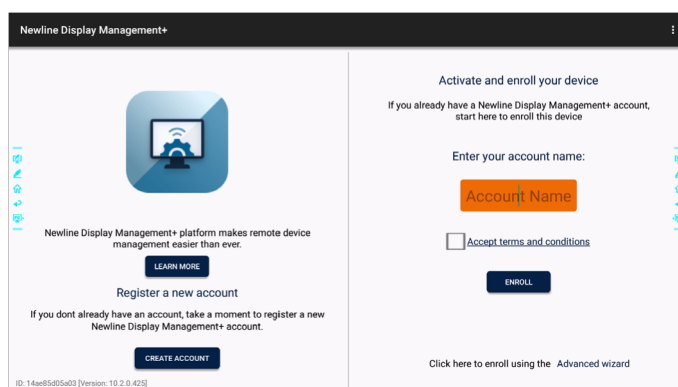 Newline Display Management+
Newline Display Management+ platform makes remote device
management easier than ever.
LEARN MORE
Register a new account
If you dont already have an account, take a moment to register a new
Newline Display Management+ account.
CREATE ACCOUNT
ID: 14ae85d05a03 [Version: 10.2.0.425]
Activate and enroll your device
If you already have a Newline Display Management+ account,
start here to enroll this device
Enter your account name:
Account Name
Accept terms and conditions
ENROLL
Click here to enroll using the Advanced wizard